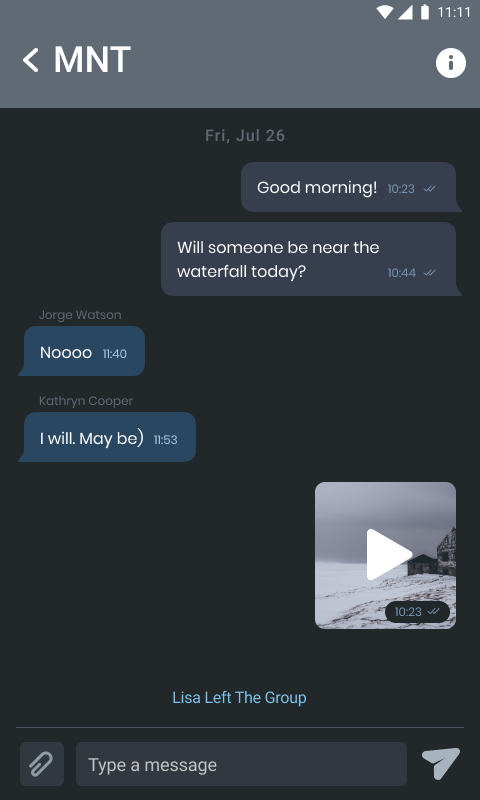 11:11
MNT
Fri, Jul 26
Good morning! 10:23
Will someone be near the
waterfall today? 10:44
Jorge Watson
Noooo 11:40
Kathryn Cooper
I will. May be) 11:53
10:23
Lisa Left The Group
Type a message